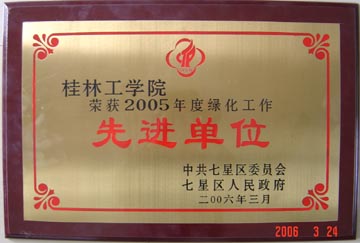 桂林工学院
荣获2005年度绿化工作
先进单位
中共七星区委员会
七星区人民政府
二00六年三月
2006 3 24